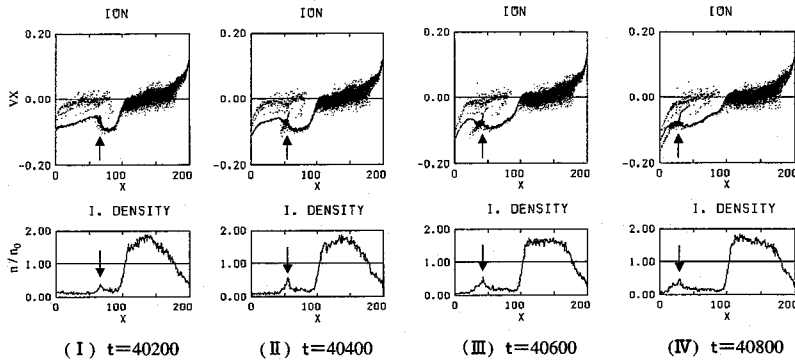 ION ION ION ION
0.20 0.20 0.20 0.20
VX 0.00 0.00 0.00 0.00
-0.20 -0.20 -0.20 -0.20
0 100 200 0 100 200 0 100 200 0 100 200
X X X X
I. DENSITY I. DENSITY I. DENSITY I. DENSITY
2.00 2.00 2.00 2.00
n/n0 1.00 1.00 1.00 1.00
0.00 0.00 0.00 0.00
0 100 200 0 100 200 0 100 200 0 100 200
X X X X
(I) t=40200 (II) t=40400 (III) t=40600 (IV) t=40800